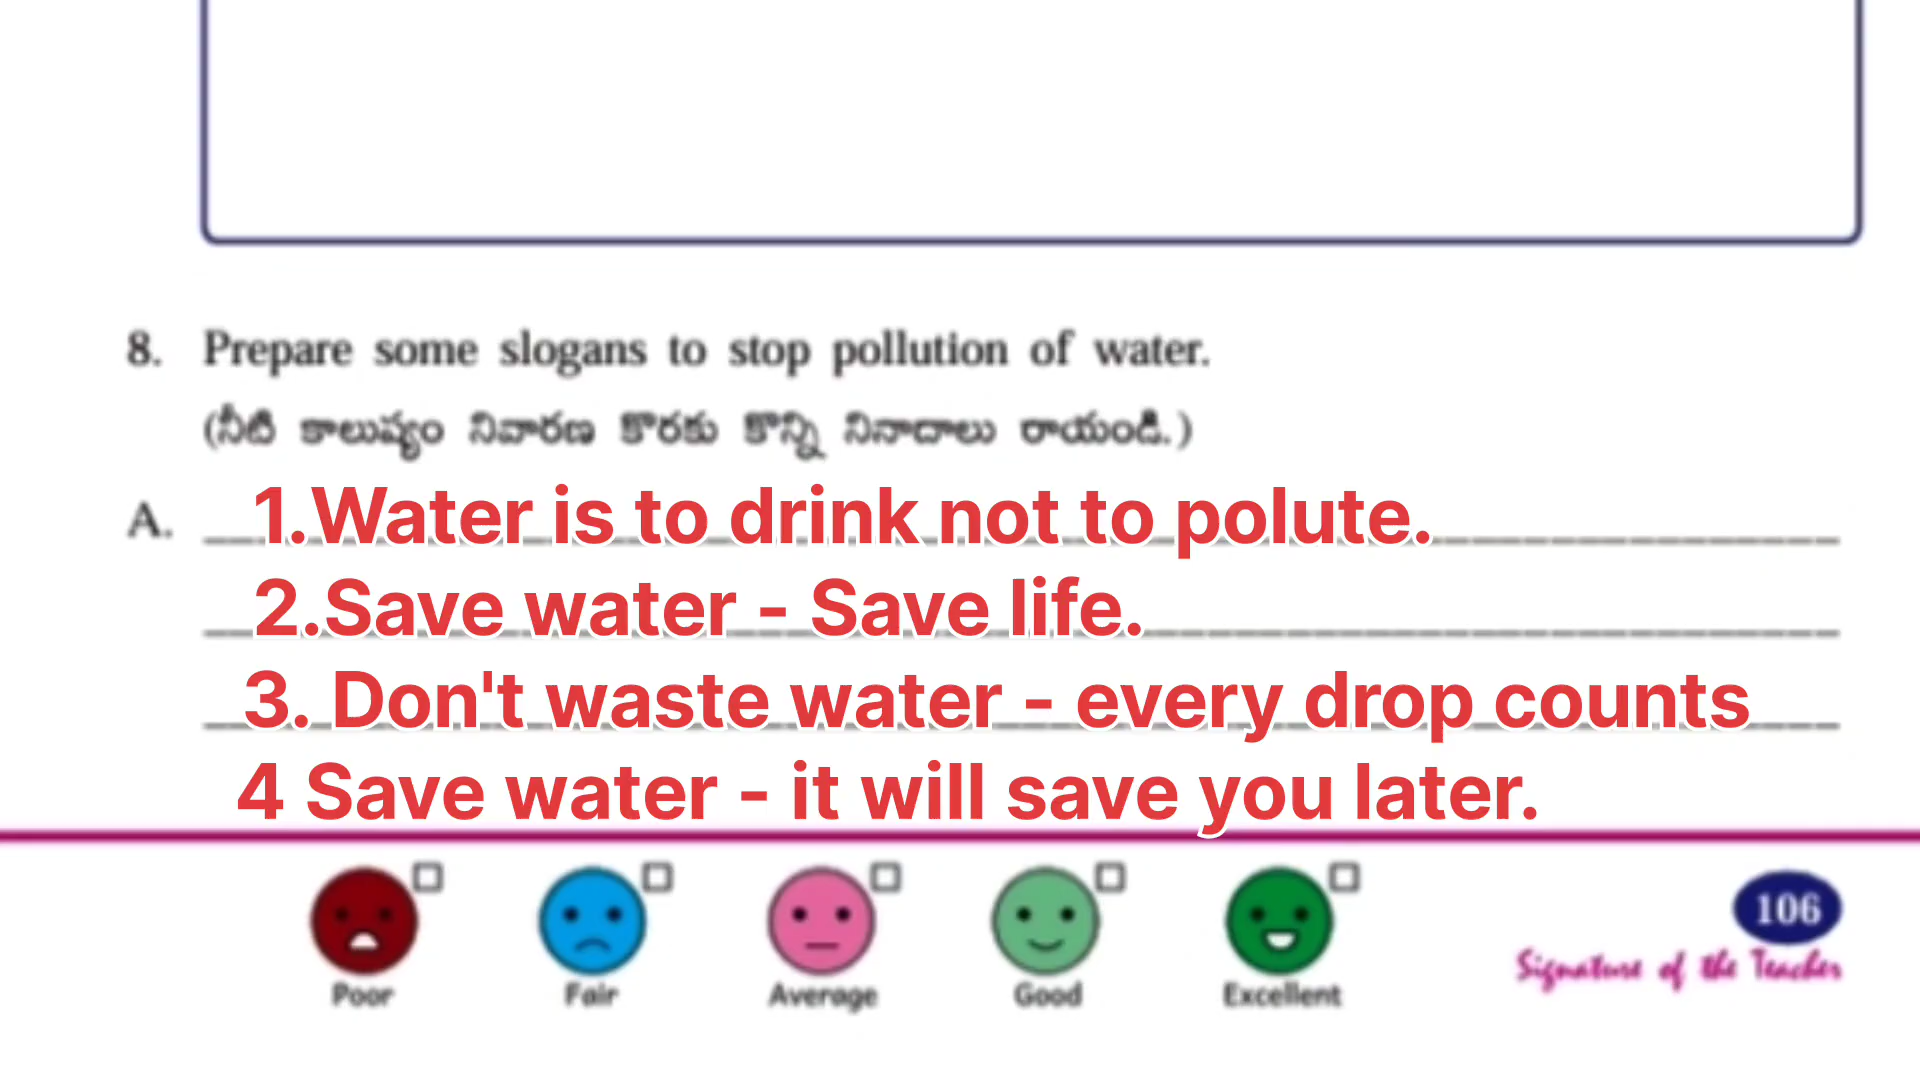 8. Prepare some slogans to stop pollution of water.
(నీటి కాలుష్యం నివారణ కొరకు కొన్ని నినాదాలు రాయండి.)
A. 1.Water is to drink not to polute.
2.Save water - Save life.
3. Don't waste water - every drop counts
4 Save water - it will save you later.
Poor Fair Average Good Excellent
106
Signature of the Teacher